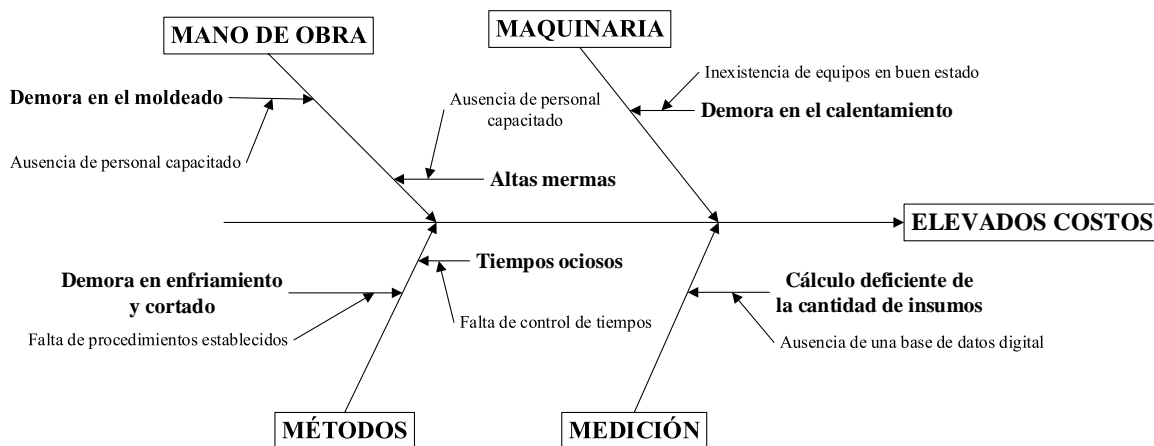 MANO DE OBRA
MAQUINARIA
Inexistencia de equipos en buen estado
Demora en el moldeado
Ausencia de personal
capacitado
Demora en el calentamiento
Ausencia de personal capacitado
Altas mermas
ELEVADOS COSTOS
Tiempos ociosos
Demora en enfriamiento
y cortado
Cálculo deficiente de
la cantidad de insumos
Falta de control de tiempos
Falta de procedimientos establecidos
Ausencia de una base de datos digital
MÉTODOS
MEDICIÓN